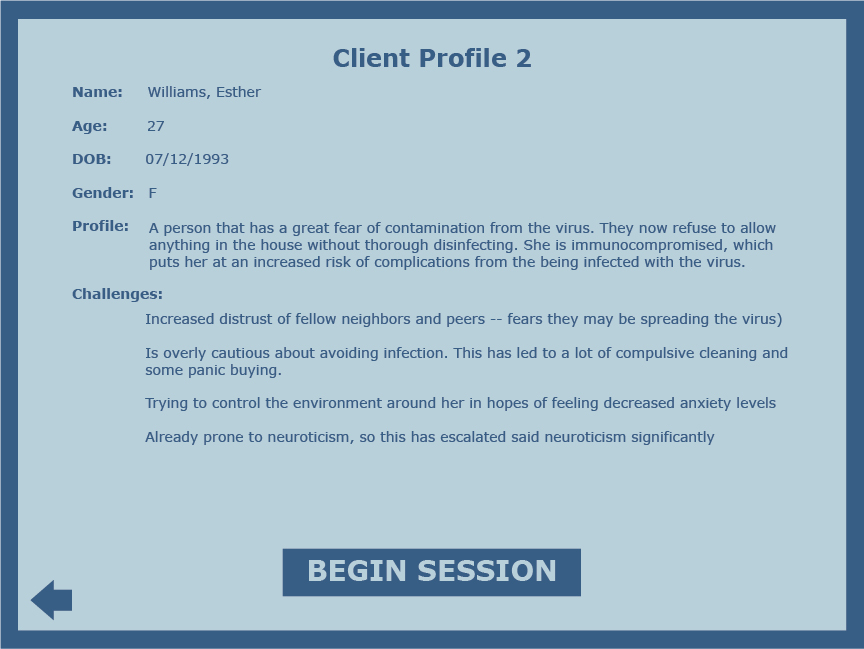 Client Profile 2
Name: Williams, Esther
Age: 27
DOB: 07/12/1993
Gender: F
Profile: A person that has a great fear of contamination from the virus. They now refuse to allow
anything in the house without thorough disinfecting. She is immunocompromised, which
puts her at an increased risk of complications from the being infected with the virus.
Challenges:
Increased distrust of fellow neighbors and peers -- fears they may be spreading the virus)
Is overly cautious about avoiding infection. This has led to a lot of compulsive cleaning and
some panic buying.
Trying to control the environment around her in hopes of feeling decreased anxiety levels
Already prone to neuroticism, so this has escalated said neuroticism significantly
BEGIN SESSION